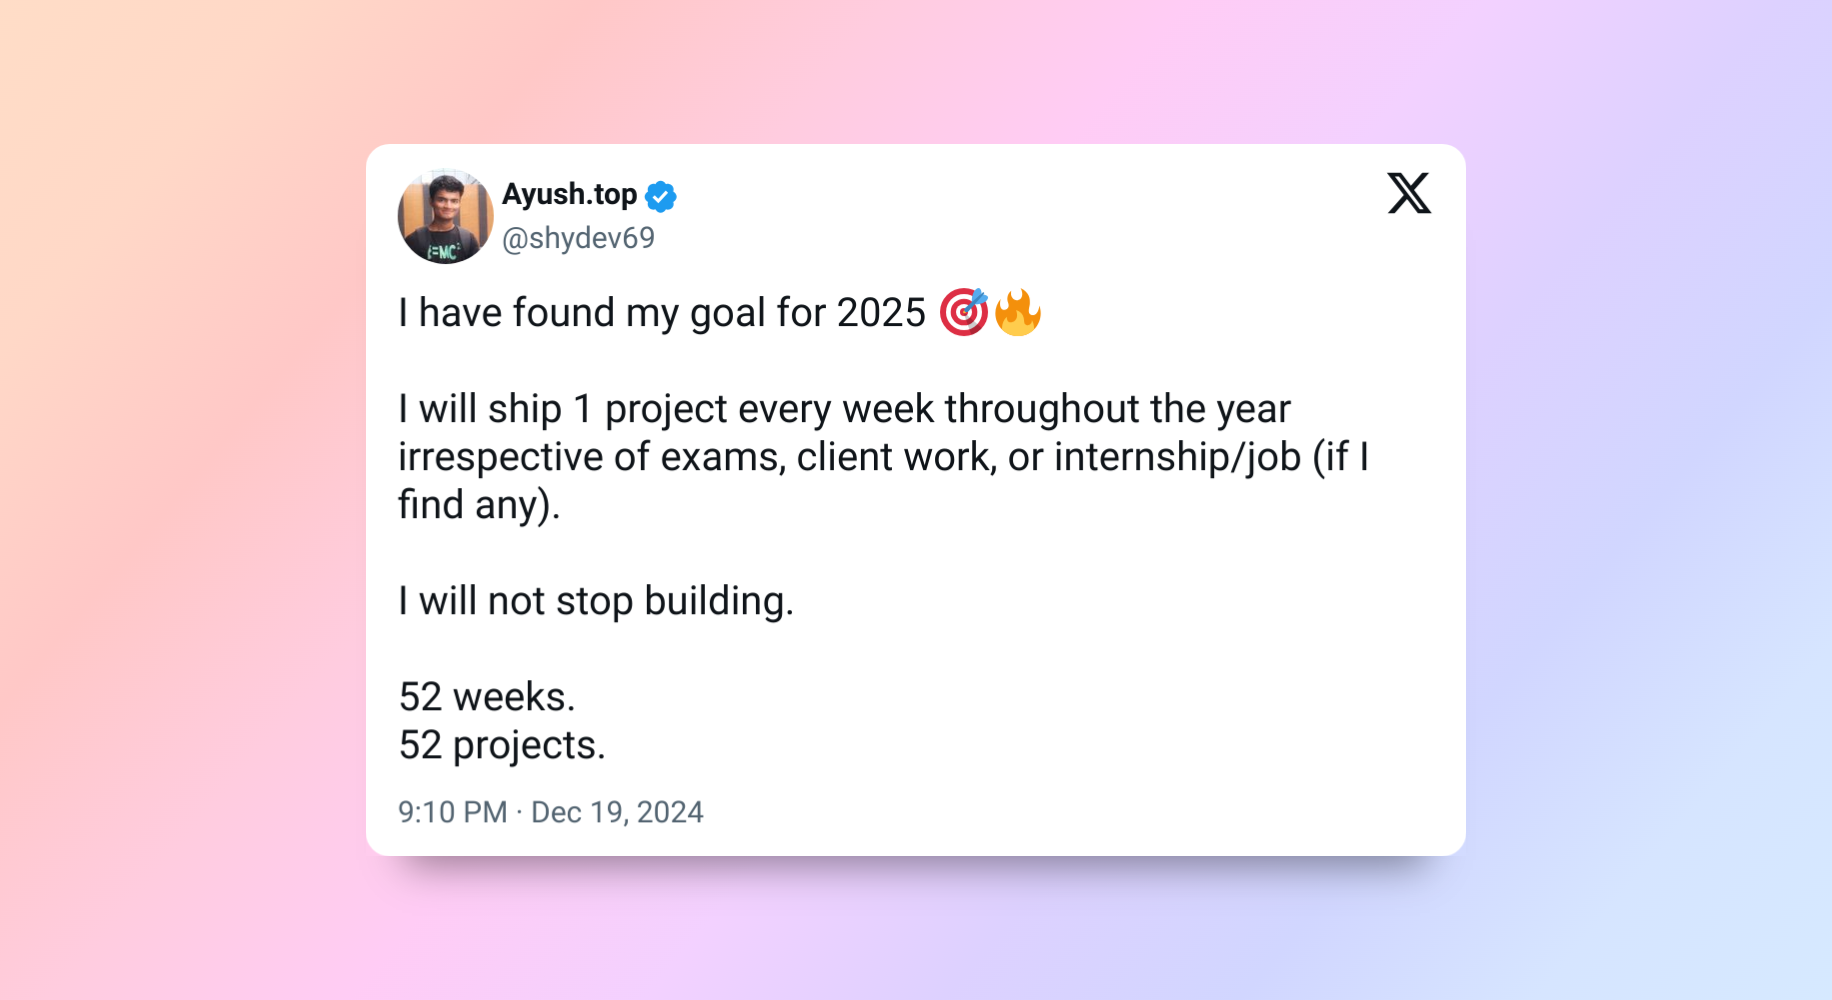 Ayush.top
@shydev69
I have found my goal for 2025 🎯🔥
I will ship 1 project every week throughout the year
irrespective of exams, client work, or internship/job (if I
find any).
I will not stop building.
52 weeks.
52 projects.
9:10 PM · Dec 19, 2024